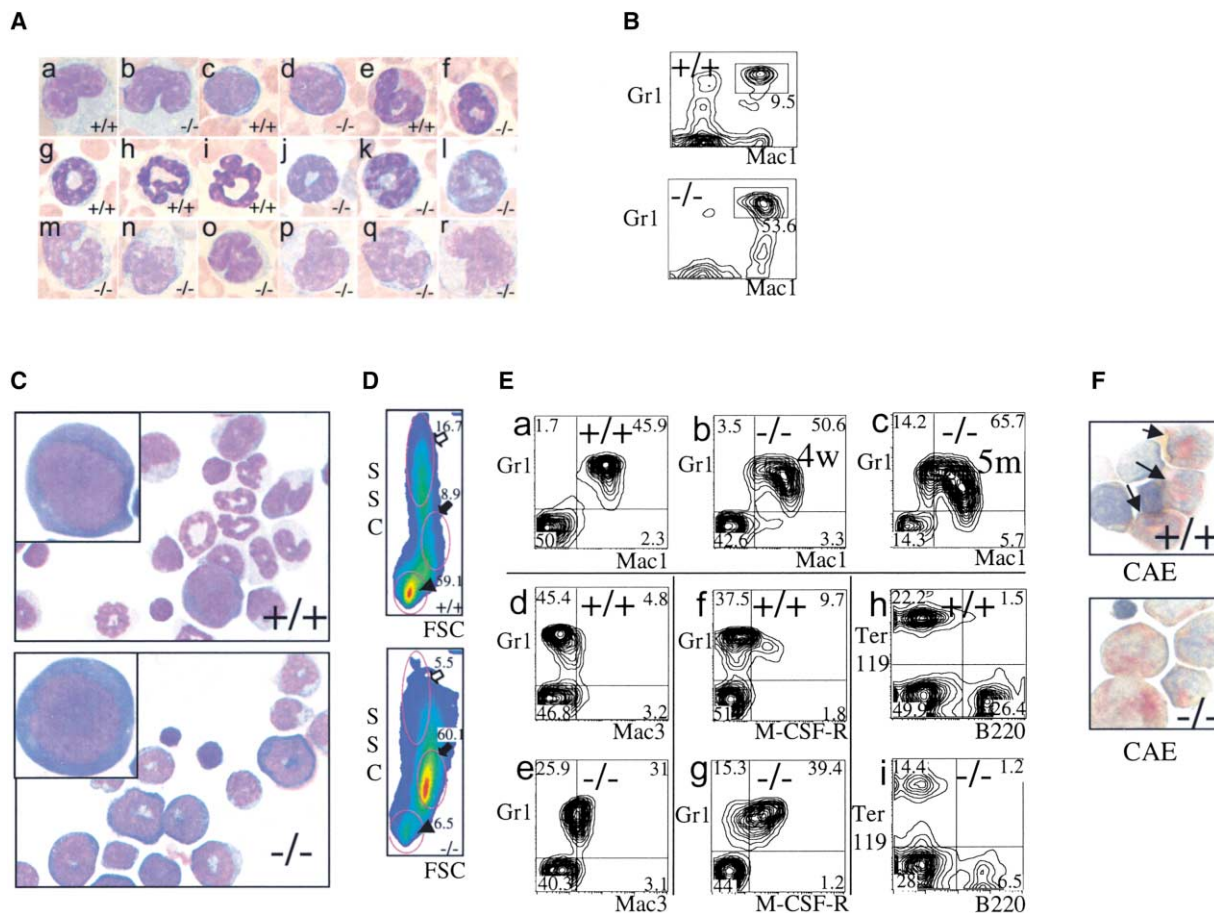 A
a b c d e f
+/+ -/- +/+ -/- +/+ -/-
g h i j k l
+/+ +/+ +/+ -/- -/- -/-
m n o p q r
-/- -/- -/- -/- -/- -/-
B
+/+
Gr1
9.5
Mac1
-/-
Gr1
53.6
Mac1
C
+/+
-/-
D
16.7
SSC
8.9
59.1
+/+
FSC
5.5
SSC
60.1
6.5
-/-
FSC
E
a
1.7 +/+ 45.9
Gr1
50 2.3
Mac1
b
3.5 -/- 50.6
4w
Gr1
42.6 3.3
Mac1
c
14.2 -/- 65.7
Gr1 5m
14.3 5.7
Mac1
d
45.4 +/+ 4.8
Gr1
46.8 3.2
Mac3
f
37.5 +/+ 9.7
Gr1
51 1.8
M-CSF-R
h
22.2 +/+ 1.5
Ter
119
49.9 26.4
B220
e
25.9 -/- 31
Gr1
40.3 3.1
Mac3
g
15.3 -/- 39.4
Gr1
44 1.2
M-CSF-R
i
14.4 -/- 1.2
Ter
119
28 6.5
B220
F
+/+
CAE
-/-
CAE